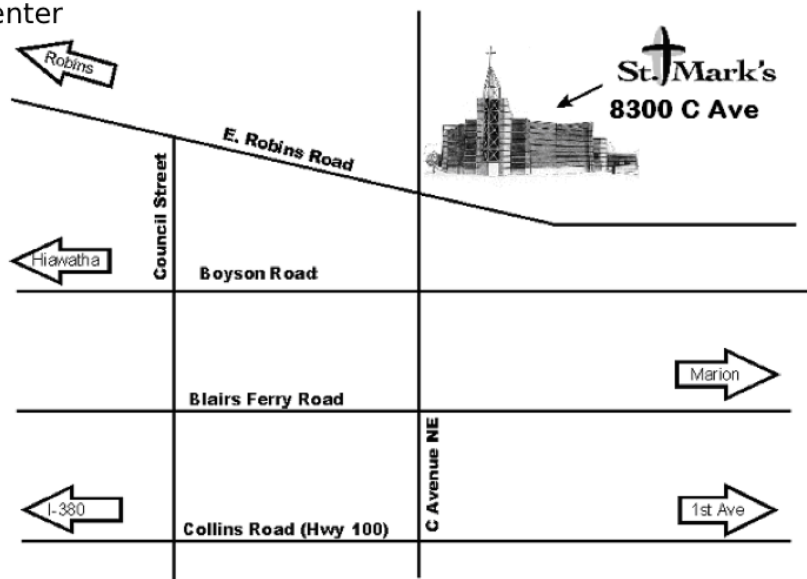 enter
Robins
St. Mark's
8300 C Ave
E. Robins Road
Council Street
Hiawatha
Boyson Road
Marion
Blairs Ferry Road
C Avenue NE
I-380
1st Ave
Collins Road (Hwy 100)